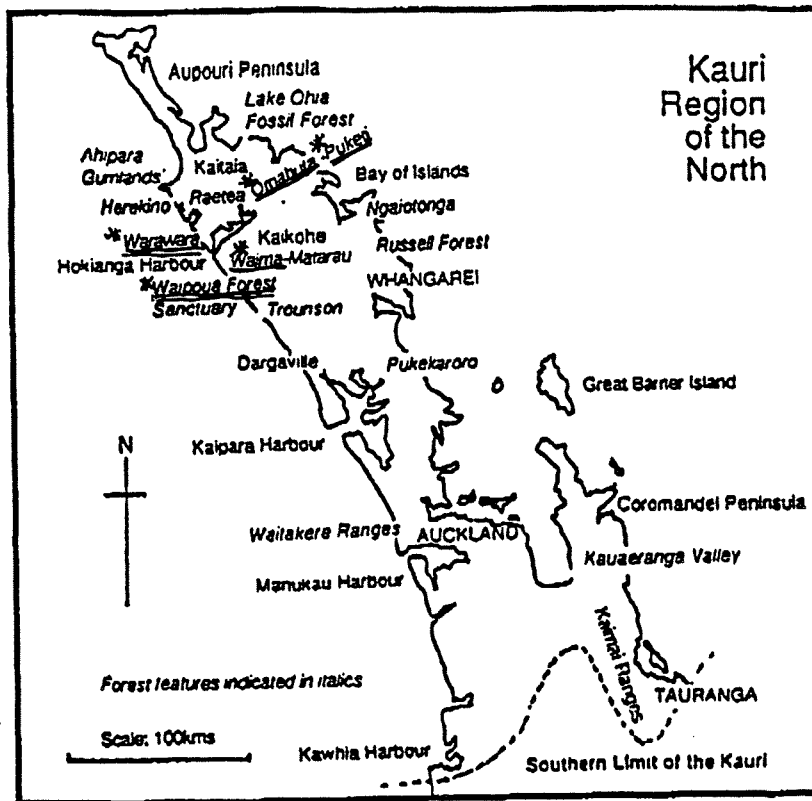 Kauri
Region
of the
North
Aupouri Peninsula
Lake Ohia
Fossil Forest
Ahipara
Gumlands
Kaitaia
Omahuta-Puketi
Bay of Islands
Herekino
Raetea
Ngaiotonga
Warawara
Kaikohe
Russell Forest
Hokianga Harbour
Waima-Matarau
WHANGAREI
Waipoua Forest
Sanctuary
Trounson
Dargaville
Pukekaroro
Great Barrier Island
Kaipara Harbour
N
Coromandel Peninsula
Waitakere Ranges
AUCKLAND
Kauaeranga Valley
Manukau Harbour
Kaimai Ranges
Forest features indicated in italics
TAURANGA
Scale: 100kms
Kawhia Harbour
Southern Limit of the Kauri